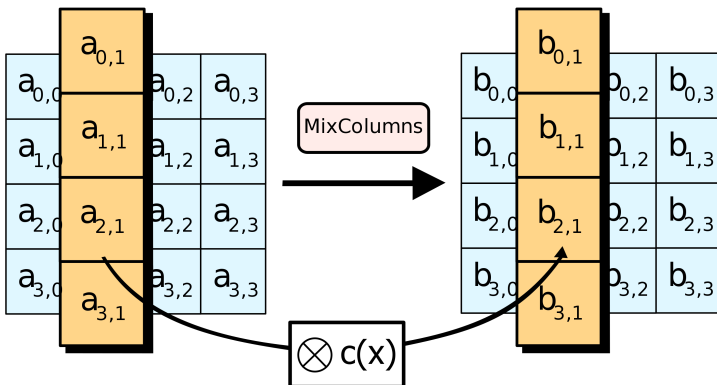 a0,0 a0,1 a0,2 a0,3
a1,0 a1,1 a1,2 a1,3
a2,0 a2,1 a2,2 a2,3
a3,0 a3,1 a3,2 a3,3
MixColumns
b0,0 b0,1 b0,2 b0,3
b1,0 b1,1 b1,2 b1,3
b2,0 b2,1 b2,2 b2,3
b3,0 b3,1 b3,2 b3,3
⊗ c(x)